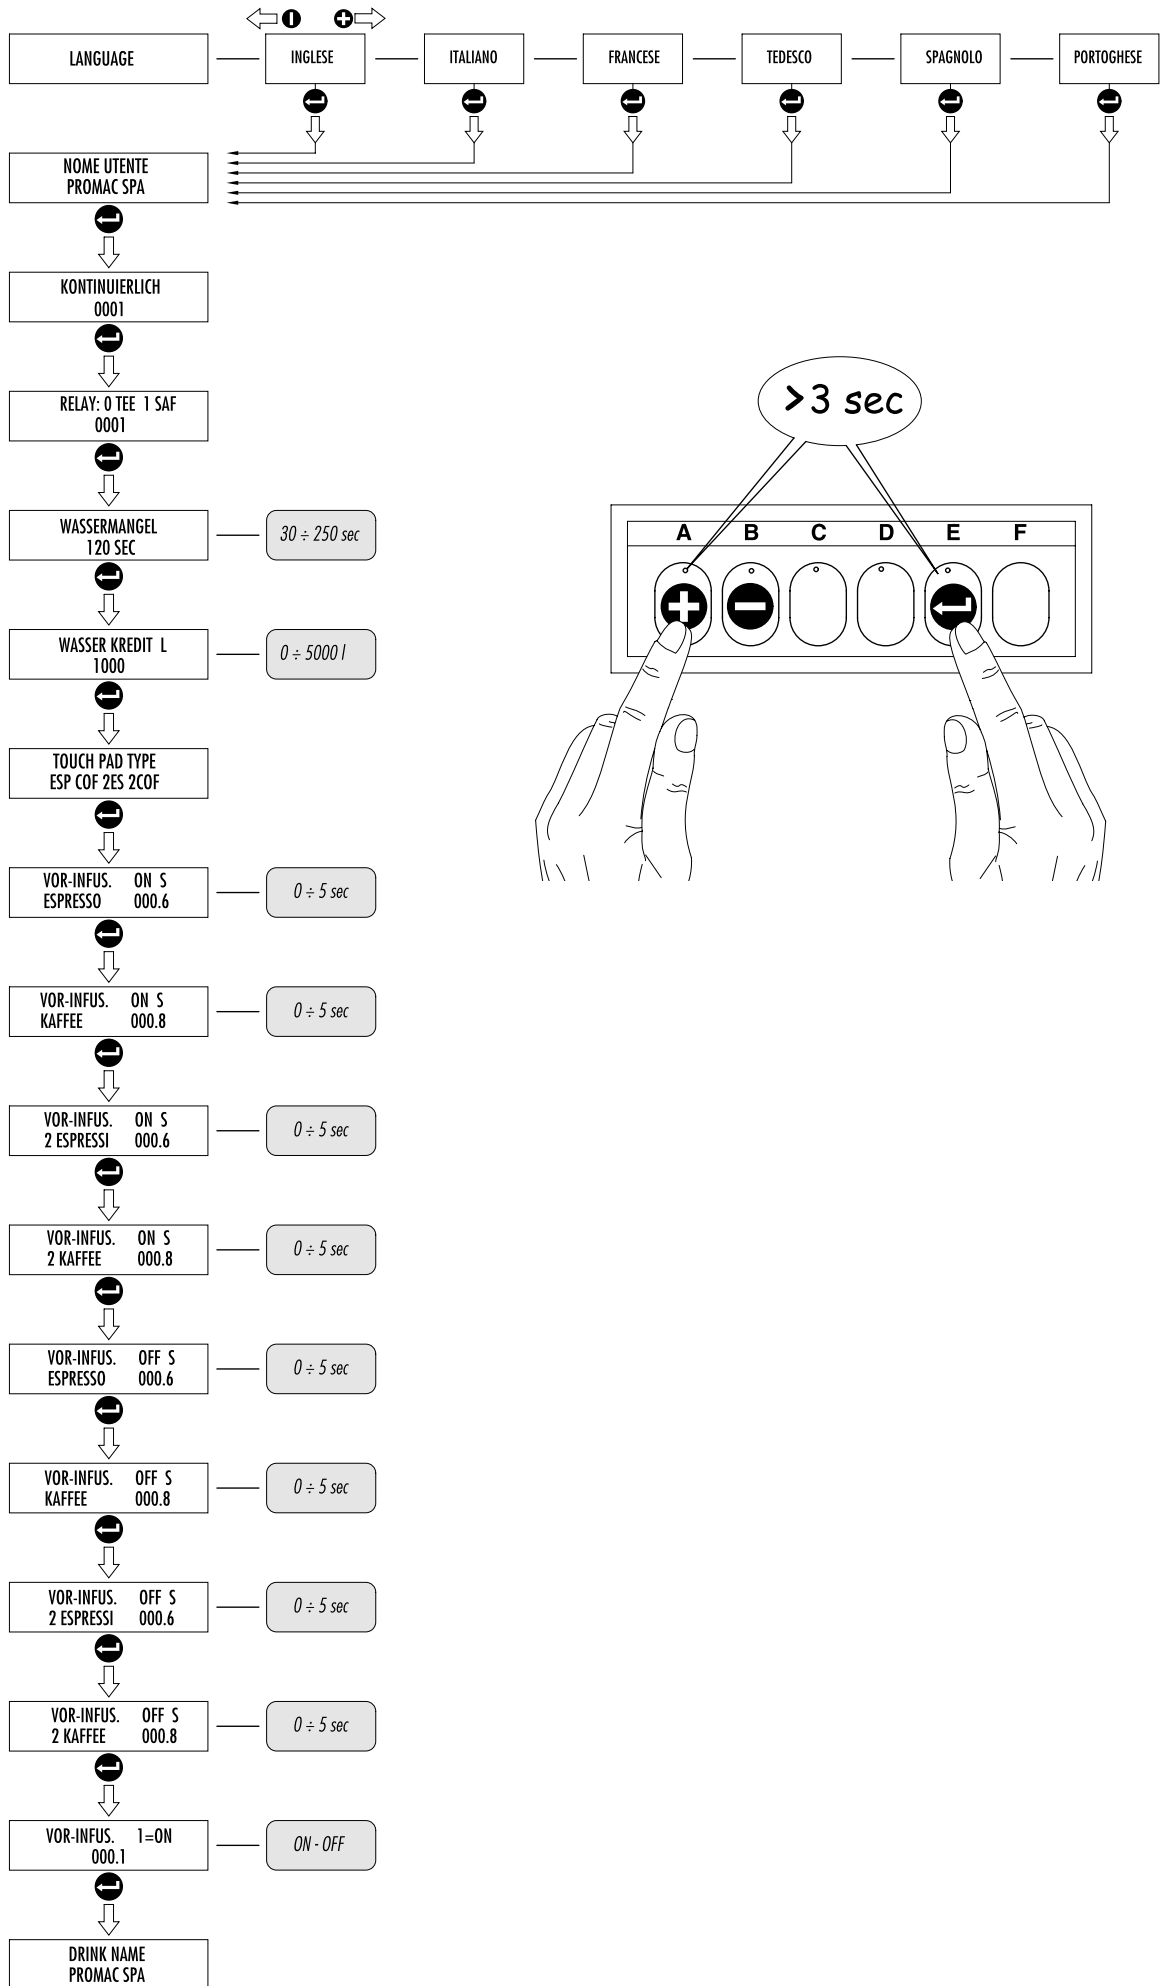 LANGUAGE
INGLESE
ITALIANO
FRANCESE
TEDESCO
SPAGNOLO
PORTOGHESE
NOME UTENTE
PROMAC SPA
KONTINUIERLICH
0001
RELAY: 0 TEE 1 SAF
0001
>3 sec
A B C D E F
WASSERMANGEL
120 SEC
30 ÷ 250 sec
WASSER KREDIT L
1000
0 ÷ 5000 l
TOUCH PAD TYPE
ESP COF 2ES 2COF
VOR-INFUS. ON S
ESPRESSO 000.6
0 ÷ 5 sec
VOR-INFUS. ON S
KAFFEE 000.8
0 ÷ 5 sec
VOR-INFUS. ON S
2 ESPRESSI 000.6
0 ÷ 5 sec
VOR-INFUS. ON S
2 KAFFEE 000.8
0 ÷ 5 sec
VOR-INFUS. OFF S
ESPRESSO 000.6
0 ÷ 5 sec
VOR-INFUS. OFF S
KAFFEE 000.8
0 ÷ 5 sec
VOR-INFUS. OFF S
2 ESPRESSI 000.6
0 ÷ 5 sec
VOR-INFUS. OFF S
2 KAFFEE 000.8
0 ÷ 5 sec
VOR-INFUS. 1=ON
000.1
ON - OFF
DRINK NAME
PROMAC SPA